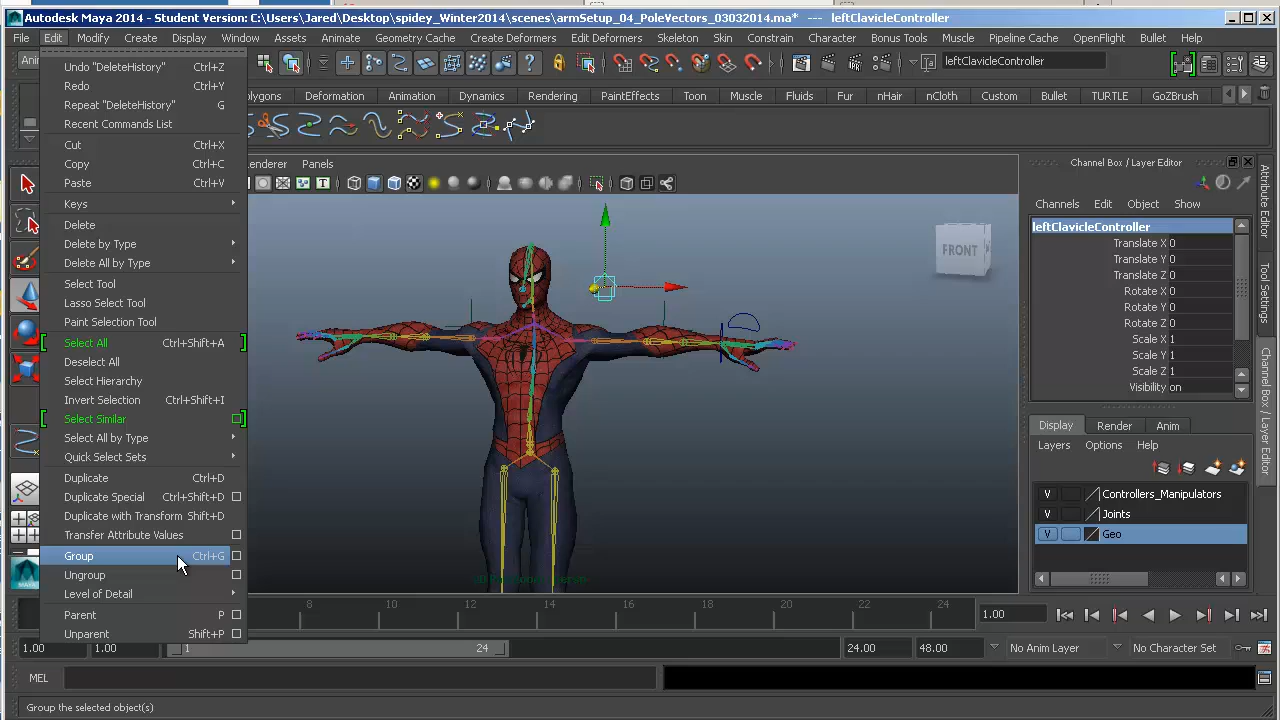 Autodesk Maya 2014 - Student Version: C:\Users\Jared\Desktop\spidey_Winter2014\scenes\armSetup_04_PoleVectors_03032014.ma* --- leftClavicleController
File Edit Modify Create Display Window Assets Animate Geometry Cache Create Deformers Edit Deformers Skeleton Skin Constrain Character Bonus Tools Muscle Pipeline Cache OpenFlight Bullet Help
leftClavicleController
Deformation Animation Dynamics Rendering PaintEffects Toon Muscle Fluids Fur nHair nCloth Custom Bullet TURTLE GoZBrush
Undo "DeleteHistory" Ctrl+Z
Redo Ctrl+Y
Repeat "DeleteHistory" G
Recent Commands List
Cut Ctrl+X
Copy Ctrl+C
Paste Ctrl+V
Keys
Delete
Delete by Type
Delete All by Type
Select Tool
Lasso Select Tool
Paint Selection Tool
Select All Ctrl+Shift+A
Deselect All
Select Hierarchy
Invert Selection Ctrl+Shift+I
Select Similar
Select All by Type
Quick Select Sets
Duplicate Ctrl+D
Duplicate Special Ctrl+Shift+D
Duplicate with Transform Shift+D
Transfer Attribute Values
Group Ctrl+G
Ungroup
Level of Detail
Parent P
Unparent Shift+P
Panels
FRONT
Channel Box / Layer Editor
Channels Edit Object Show
leftClavicleController
Translate X 0
Translate Y 0
Translate Z 0
Rotate X 0
Rotate Y 0
Rotate Z 0
Scale X 1
Scale Y 1
Scale Z 1
Visibility on
Display Render Anim
Layers Options Help
V Controllers_Manipulators
V Joints
V Geo
Attribute Editor
Tool Settings
Channel Box / Layer Editor
8 10 12 14 16 18 20 22 24
1.00
1.00 1.00 1 24 24.00 48.00 No Anim Layer No Character Set
MEL
Group the selected object(s)